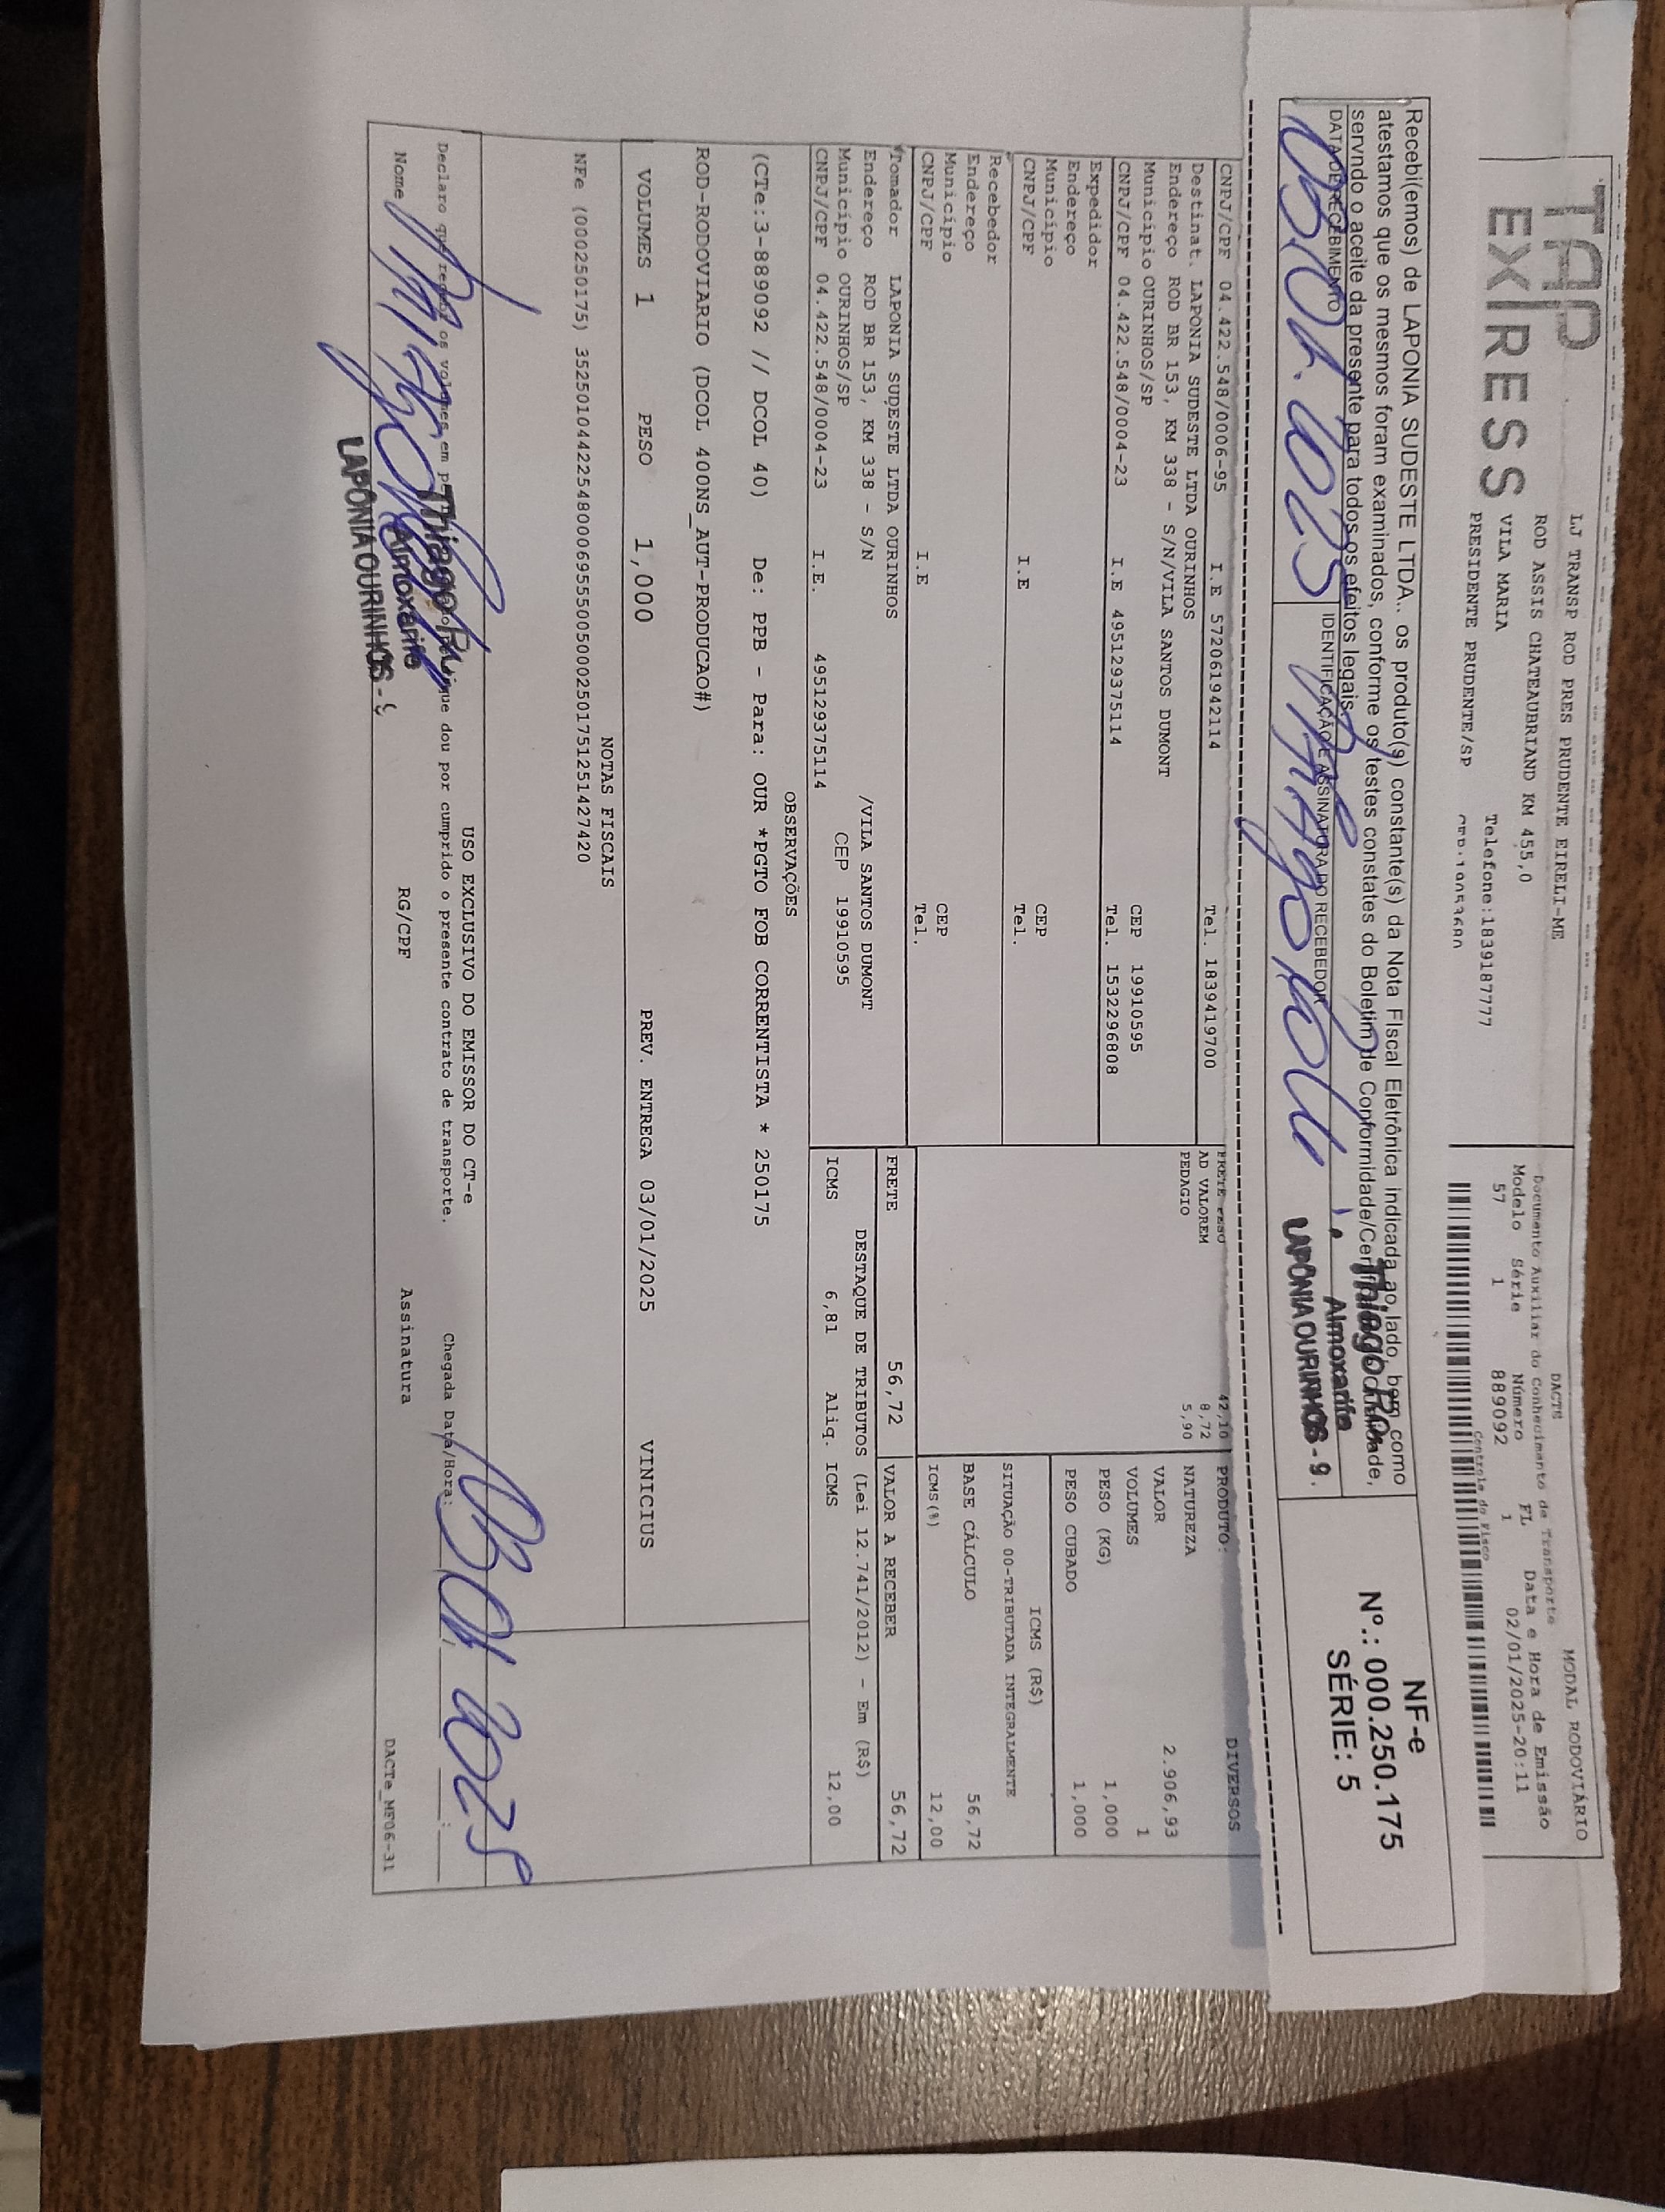 TAP
EXPRESS
LJ TRANSP ROD PRES PRUDENTE EIRELI-ME
ROD ASSIS CHATEAUBRIAND KM 455,0
VILA MARIA Telefone:1839187777
PRESIDENTE PRUDENTE/SP
DACTE MODAL RODOVIÁRIO
Documento Auxiliar do Conhecimento de Transporte
Modelo Série Número FL Data e Hora de Emissão
57 1 889092 1 02/01/2025-20:11
Controle do Fisco
Recebi(emos) de LAPONIA SUDESTE LTDA.. os produto(s) constante(s) da Nota Fiscal Eletrônica indicada ao lado, bem como
atestamos que os mesmos foram examinados, conforme os testes constates do Boletim de Conformidade/
servndo o aceite da presente para todos os efeitos legais.
DATA DE RECEBIMENTO
IDENTIFICAÇÃO E ASSINATURA DO RECEBEDOR
2025
Thiago
Almoxarife
LAPÔNIA OURINHOS - 9.
NF-e
Nº.: 000.250.175
SÉRIE: 5
CNPJ/CPF 04.422.548/0006-95 I.E 572061942114 Tel. 1839419700
Destinat. LAPONIA SUDESTE LTDA OURINHOS
Endereço ROD BR 153, KM 338 - S/N/VILA SANTOS DUMONT
Município OURINHOS/SP CEP 19910595
CNPJ/CPF 04.422.548/0004-23 I.E 495129375114 Tel. 1532296808
Expedidor
Endereço
Município CEP
CNPJ/CPF I.E Tel.
Recebedor
Endereço
Município CEP
CNPJ/CPF I.E Tel.
Tomador LAPONIA SUDESTE LTDA OURINHOS
Endereço ROD BR 153, KM 338 - S/N /VILA SANTOS DUMONT
Município OURINHOS/SP CEP 19910595
CNPJ/CPF 04.422.548/0004-23 I.E. 495129375114
FRETE PESO 42,10
AD VALOREM 8,72
PEDAGIO 5,90
PRODUTO: DIVERSOS
NATUREZA
VALOR 2.906,93
VOLUMES 1
PESO (KG) 1,000
PESO CUBADO 1,000
ICMS (R$)
SITUAÇÃO 00-TRIBUTADA INTEGRALMENTE
BASE CÁLCULO 56,72
ICMS(%) 12,00
FRETE 56,72 VALOR A RECEBER 56,72
DESTAQUE DE TRIBUTOS (Lei 12.741/2012) - Em (R$)
ICMS 6,81 Aliq. ICMS 12,00
OBSERVAÇÕES
(CTe:3-889092 // DCOL 40) De: PPB - Para: OUR *PGTO FOB CORRENTISTA * 250175
ROD-RODOVIARIO (DCOL 400NS_AUT-PRODUCAO#)
VOLUMES 1 PESO 1,000 PREV. ENTREGA 03/01/2025 VINICIUS
NOTAS FISCAIS
NFe (000250175) 35250104422548000695550050002501751251427420
USO EXCLUSIVO DO EMISSOR DO CT-e
Declaro que os volumes em que dou por cumprido o presente contrato de transporte. Chegada Data/Hora:
2025
Nome RG/CPF Assinatura
Thiago
Almoxarife
LAPÔNIA OURINHOS -
DACTe_MF06-31